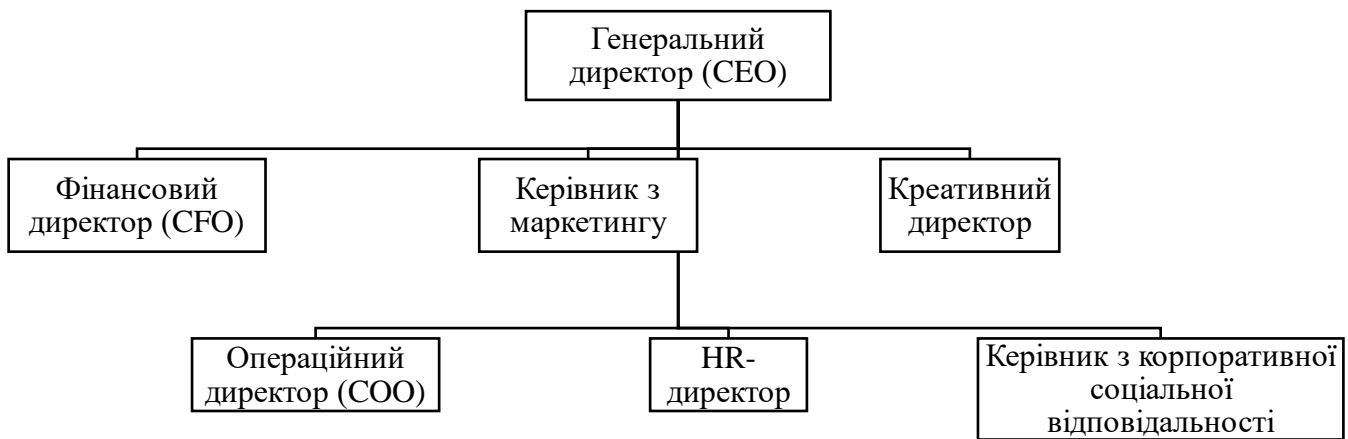 Генеральний
директор (CEO)
Фінансовий
директор (CFO)
Керівник з
маркетингу
Креативний
директор
Операційний
директор (COO)
HR-
директор
Керівник з корпоративної
соціальної
відповідальності